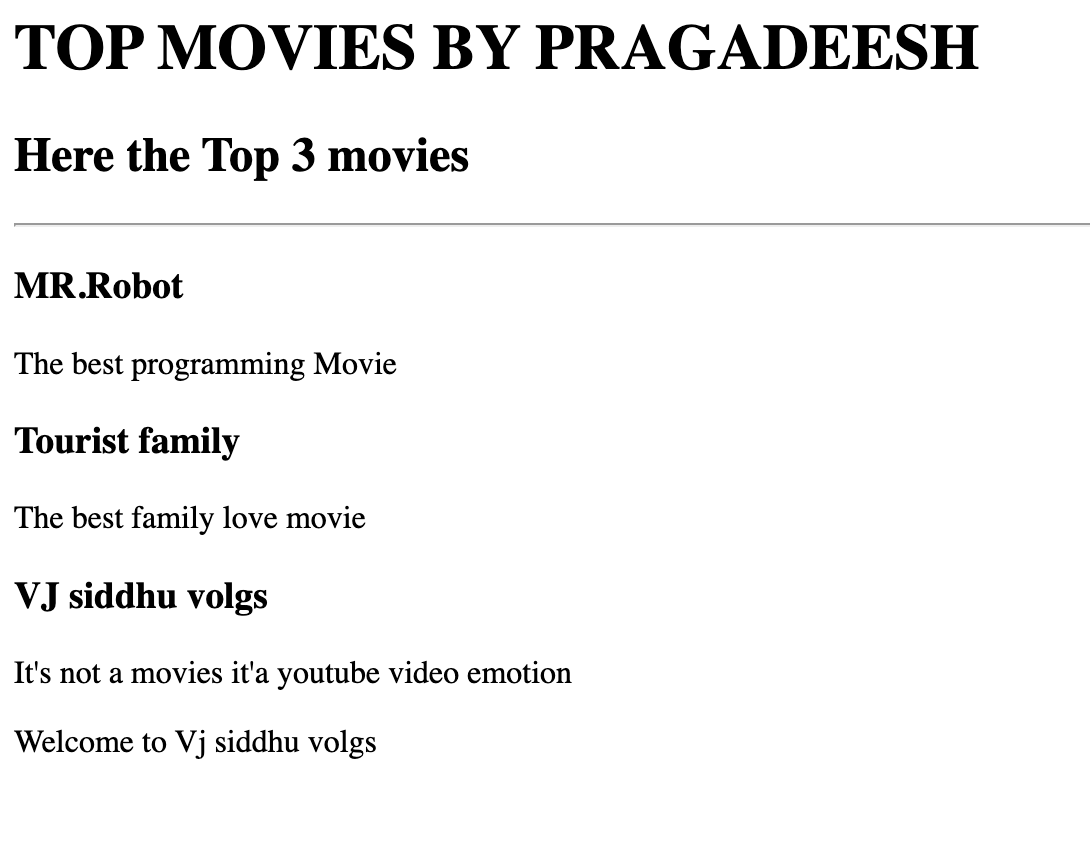 TOP MOVIES BY PRAGADEESH
Here the Top 3 movies
MR.Robot
The best programming Movie
Tourist family
The best family love movie
VJ siddhu volgs
It's not a movies it'a youtube video emotion
Welcome to Vj siddhu volgs